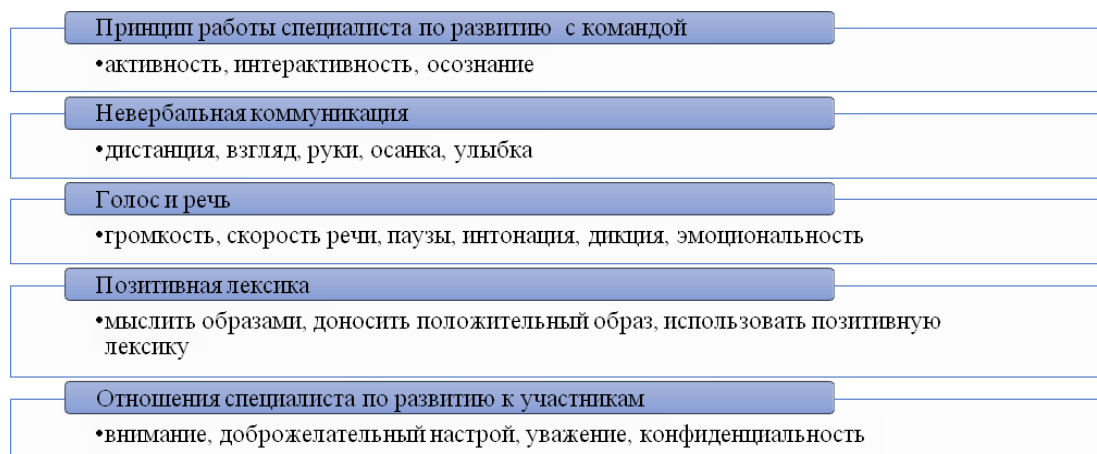 Принцип работы специалиста по развитию с командой
•активность, интерактивность, осознание
Невербальная коммуникация
•дистанция, взгляд, руки, осанка, улыбка
Голос и речь
•громкость, скорость речи, паузы, интонация, дикция, эмоциональность
Позитивная лексика
•мыслить образами, доносить положительный образ, использовать позитивную
лексику
Отношения специалиста по развитию к участникам
•внимание, доброжелательный настрой, уважение, конфиденциальность